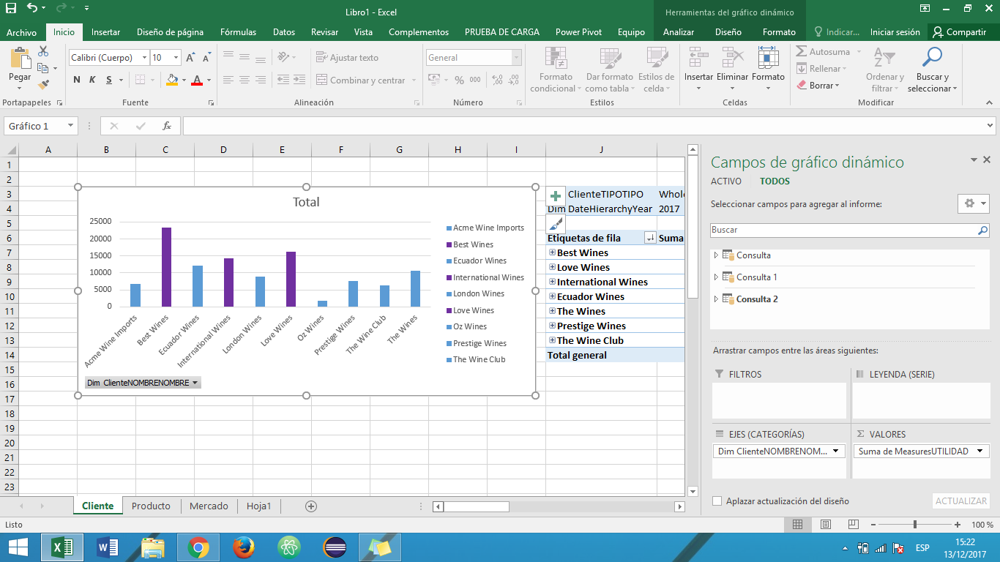 Libro1 - Excel
Herramientas del gráfico dinámico
Archivo Inicio Insertar Diseño de página Fórmulas Datos Revisar Vista Complementos PRUEBA DE CARGA Power Pivot Equipo Analizar Diseño Formato Indicar... Iniciar sesión Compartir
Pegar
Calibri (Cuerpo) 10
N K S
Ajustar texto
Combinar y centrar
General
% 000
Formato condicional
Dar formato como tabla
Estilos de celda
Insertar Eliminar Formato
Autosuma
Rellenar
Borrar
Ordenar y filtrar
Buscar y seleccionar
Portapapeles Fuente Alineación Número Estilos Celdas Modificar
Gráfico 1
fx
A B C D E F G H I J
1
2
3
4
5
6
7
8
9
10
11
12
13
14
15
16
17
18
19
20
21
22
23
Total
25000
20000
15000
10000
5000
0
Acme Wine Imports
Best Wines
Ecuador Wines
International Wines
London Wines
Love Wines
Oz Wines
Prestige Wines
The Wine Club
The Wines
Acme Wine Imports
Best Wines
Ecuador Wines
International Wines
London Wines
Love Wines
Oz Wines
Prestige Wines
The Wine Club
Dim ClienteNOMBRENOMBRE
ClienteTIPOTIPO Whole
Dim DateHierarchyYear 2017
Etiquetas de fila Suma
Best Wines
Love Wines
International Wines
Ecuador Wines
The Wines
Prestige Wines
The Wine Club
Total general
Campos de gráfico dinámico
ACTIVO TODOS
Seleccionar campos para agregar al informe:
Buscar
Consulta
Consulta 1
Consulta 2
Arrastrar campos entre las áreas siguientes:
FILTROS
LEYENDA (SERIE)
EJES (CATEGORÍAS)
Σ VALORES
Dim ClienteNOMBRENOM...
Suma de MeasuresUTILIDAD
Aplazar actualización del diseño
ACTUALIZAR
Cliente Producto Mercado Hoja1
Listo
100 %
ESP
15:22
13/12/2017